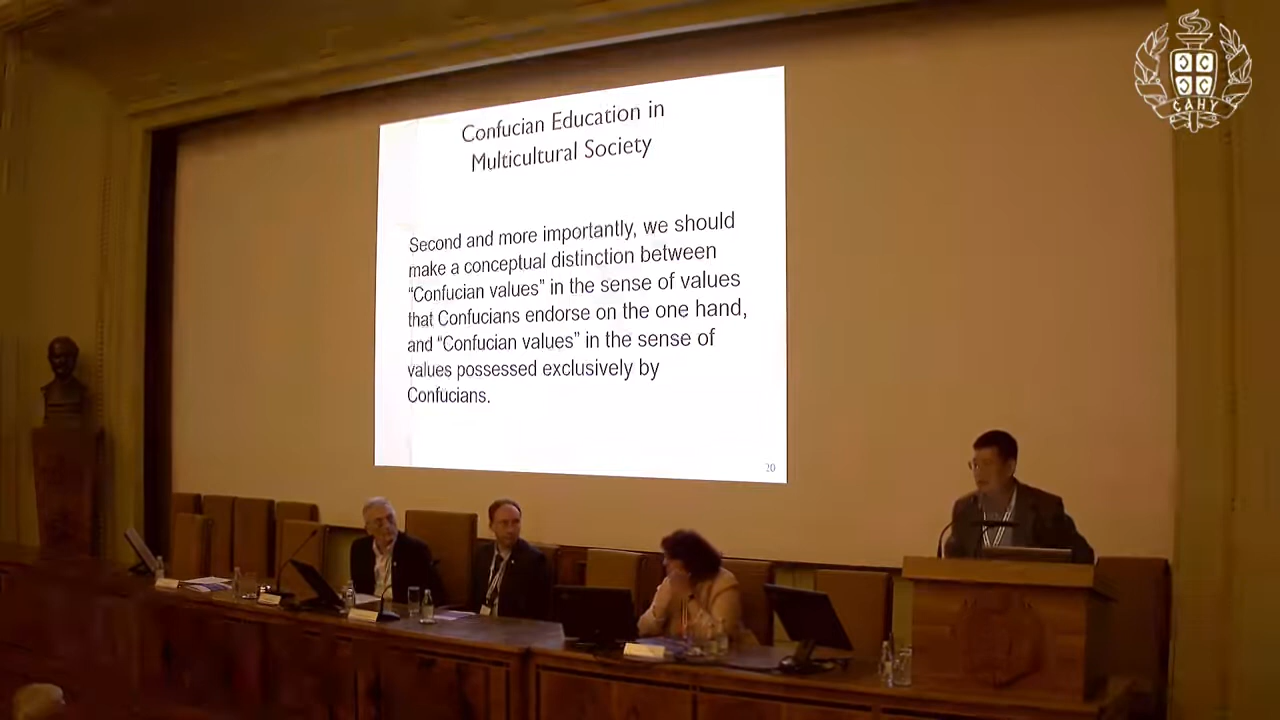 Confucian Education in
Multicultural Society
Second and more importantly, we should
make a conceptual distinction between
“Confucian values” in the sense of values
that Confucians endorse on the one hand,
and “Confucian values” in the sense of
values possessed exclusively by
Confucians.
20
САНУ